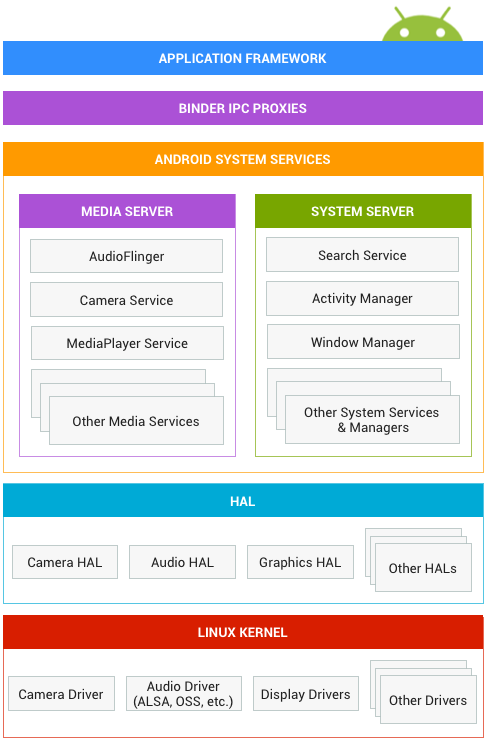 APPLICATION FRAMEWORK
BINDER IPC PROXIES
ANDROID SYSTEM SERVICES
MEDIA SERVER
AudioFlinger
Camera Service
MediaPlayer Service
Other Media Services
SYSTEM SERVER
Search Service
Activity Manager
Window Manager
Other System Services
& Managers
HAL
Camera HAL
Audio HAL
Graphics HAL
Other HALs
LINUX KERNEL
Camera Driver
Audio Driver
(ALSA, OSS, etc.)
Display Drivers
Other Drivers